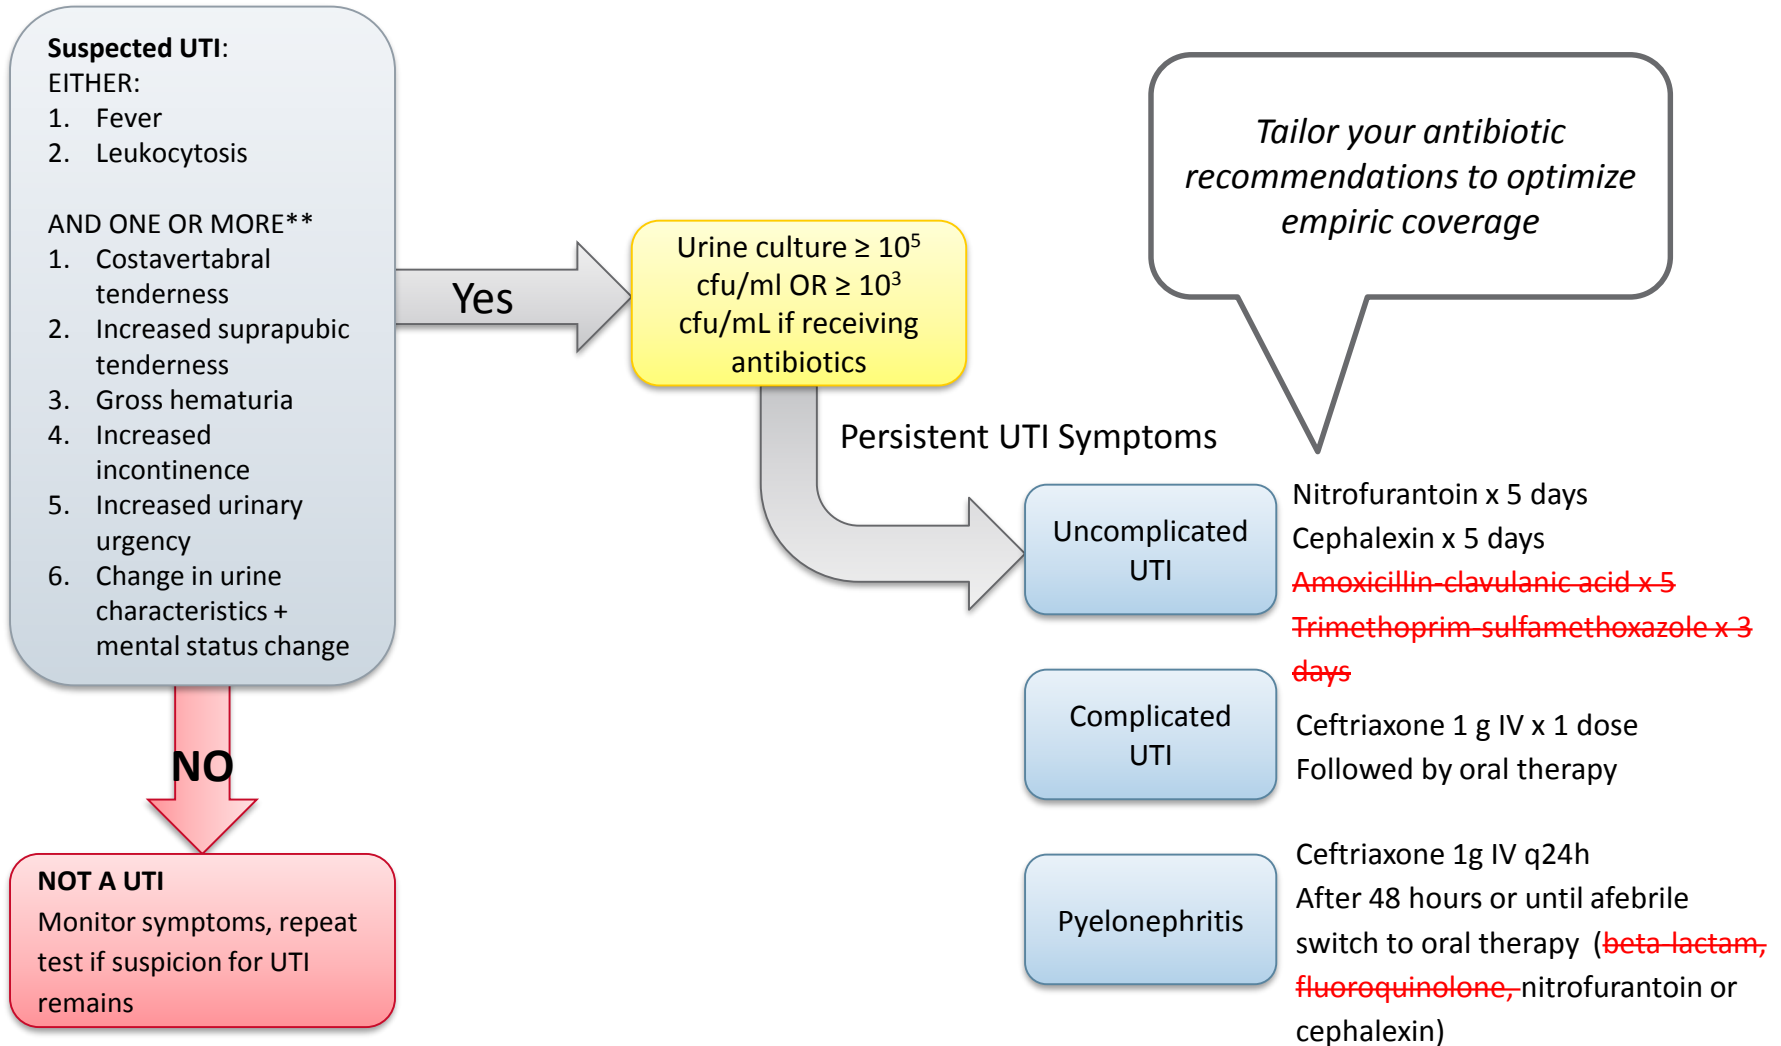 Suspected UTI:
EITHER:
1. Fever
2. Leukocytosis
AND ONE OR MORE**
1. Costavertabral
tenderness
2. Increased suprapubic
tenderness
3. Gross hematuria
4. Increased
incontinence
5. Increased urinary
urgency
6. Change in urine
characteristics +
mental status change
Yes
NO
NOT A UTI
Monitor symptoms, repeat
test if suspicion for UTI
remains
Urine culture ≥ 10⁵
cfu/ml OR ≥ 10³
cfu/mL if receiving
antibiotics
Persistent UTI Symptoms
Tailor your antibiotic
recommendations to optimize
empiric coverage
Uncomplicated
UTI
Nitrofurantoin x 5 days
Cephalexin x 5 days
Amoxicillin-clavulanic acid x 5
Trimethoprim-sulfamethoxazole x 3
days
Complicated
UTI
Ceftriaxone 1 g IV x 1 dose
Followed by oral therapy
Pyelonephritis
Ceftriaxone 1g IV q24h
After 48 hours or until afebrile
switch to oral therapy (beta-lactam,
fluoroquinolone, nitrofurantoin or
cephalexin)